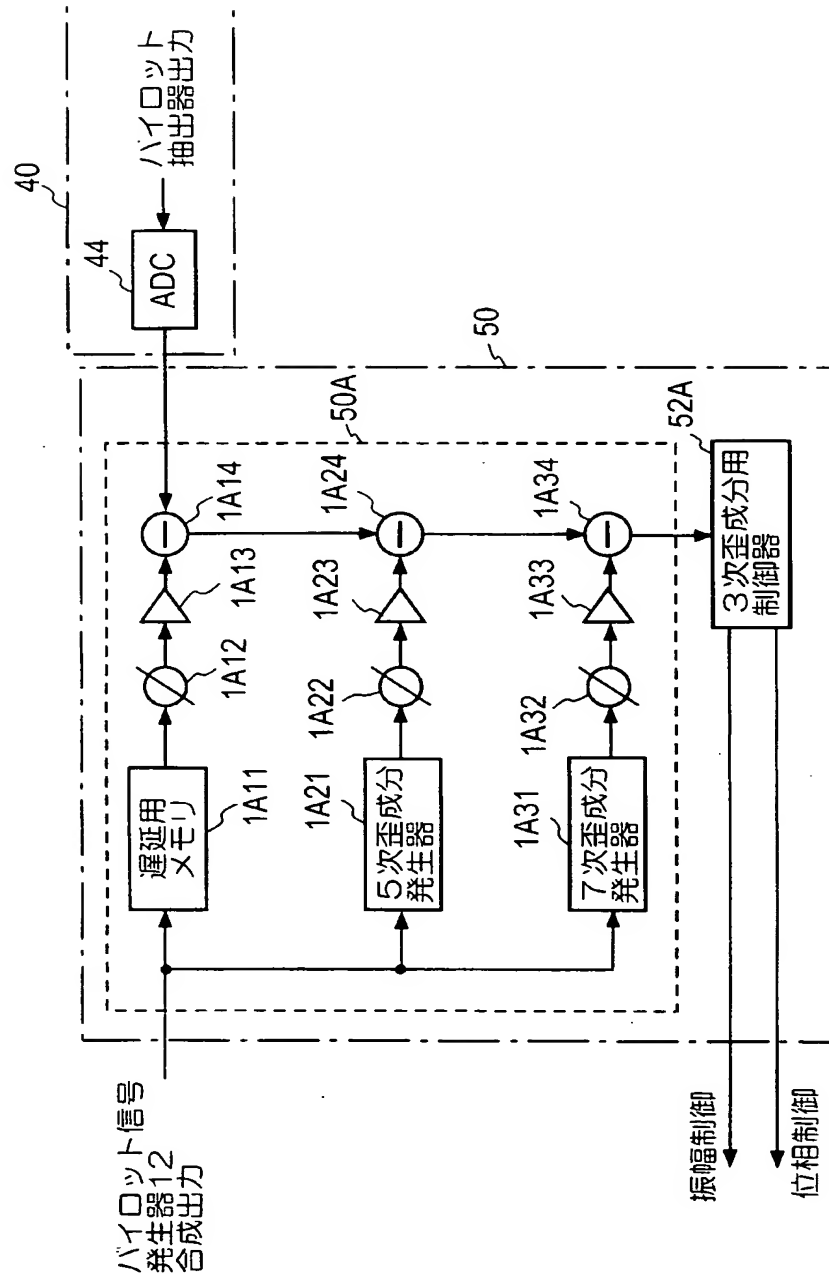 40
パイロット
抽出器出力
44
ADC
50
50A
1A14
1A13
1A12
遅延用
メモリ
1A11
1A24
1A23
1A22
5次歪成分
発生器
1A21
1A34
1A33
1A32
7次歪成分
発生器
1A31
52A
3次歪成分用
制御器
パイロット信号
発生器12
合成出力
振幅制御
位相制御